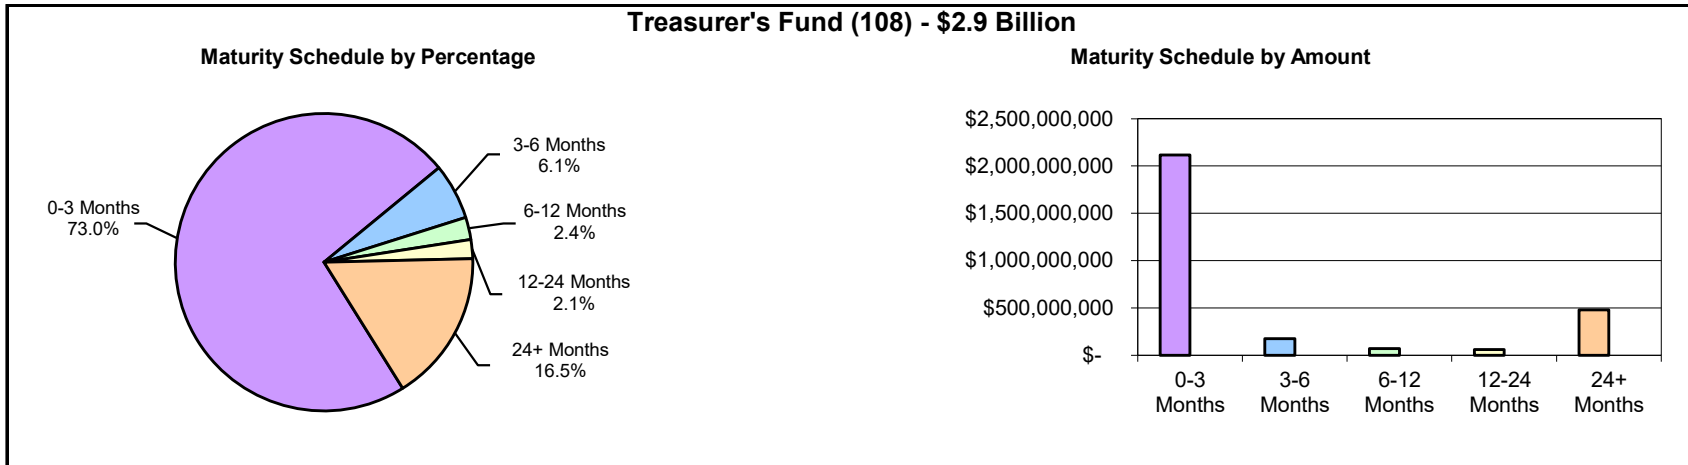 Treasurer's Fund (108) - $2.9 Billion
Maturity Schedule by Percentage
0-3 Months
73.0%
3-6 Months
6.1%
6-12 Months
2.4%
12-24 Months
2.1%
24+ Months
16.5%
Maturity Schedule by Amount
$2,500,000,000
$2,000,000,000
$1,500,000,000
$1,000,000,000
$500,000,000
$-
0-3
Months
3-6
Months
6-12
Months
12-24
Months
24+
Months